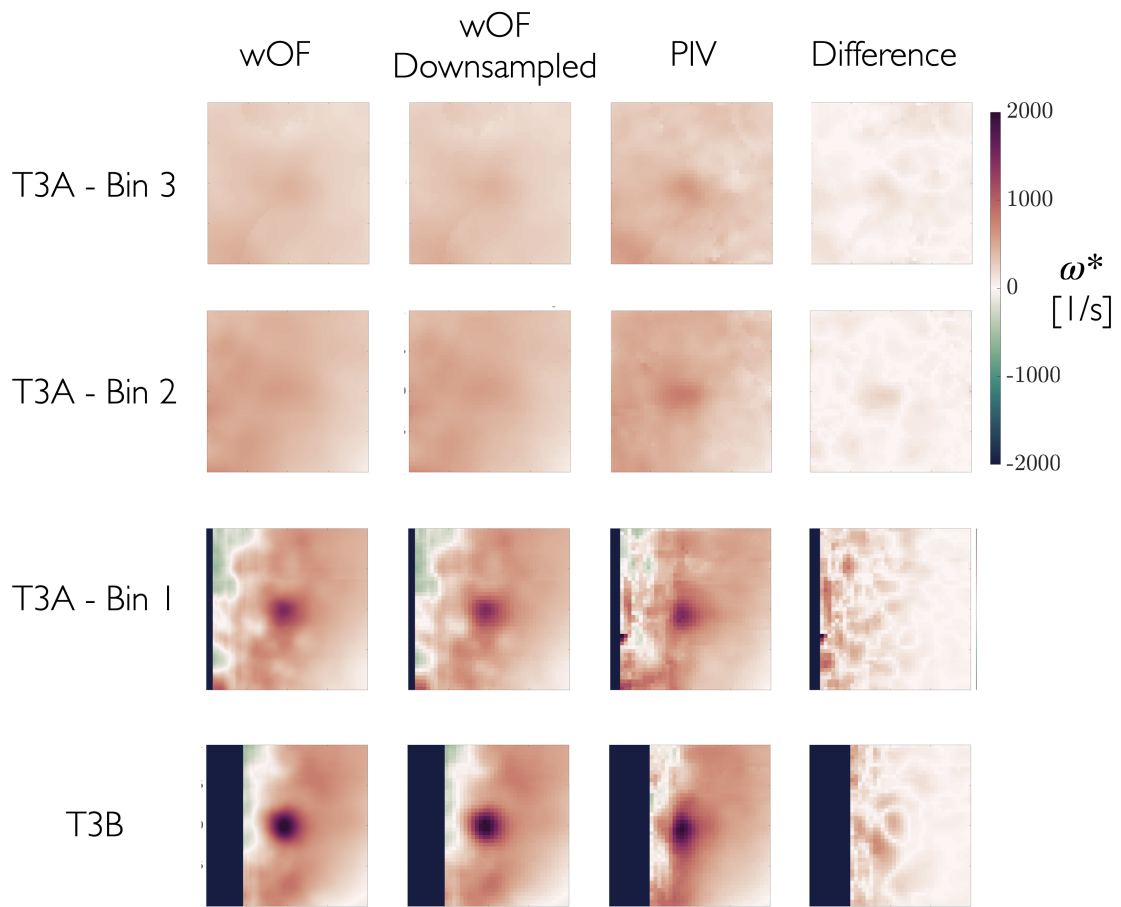 wOF
wOF
Downsampled
PIV
Difference
T3A - Bin 3
T3A - Bin 2
T3A - Bin 1
T3B
2000
1000
0
-1000
-2000
ω*
[1/s]